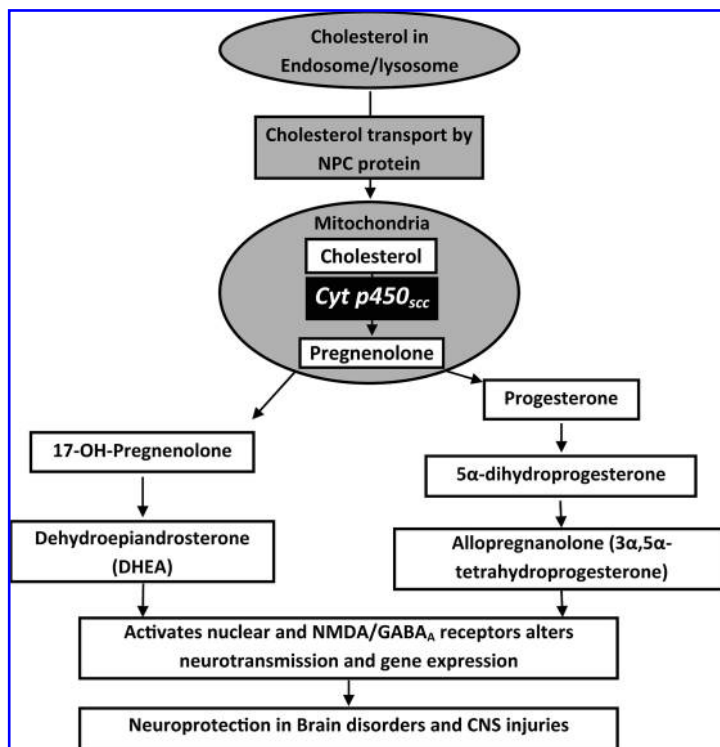 Cholesterol in
Endosome/lysosome
Cholesterol transport by
NPC protein
Mitochondria
Cholesterol
Cyt p450scc
Pregnenolone
17-OH-Pregnenolone
Dehydroepiandrosterone
(DHEA)
Progesterone
5α-dihydroprogesterone
Allopregnanolone (3α,5α-
tetrahydroprogesterone)
Activates nuclear and NMDA/GABAA receptors alters
neurotransmission and gene expression
Neuroprotection in Brain disorders and CNS injuries